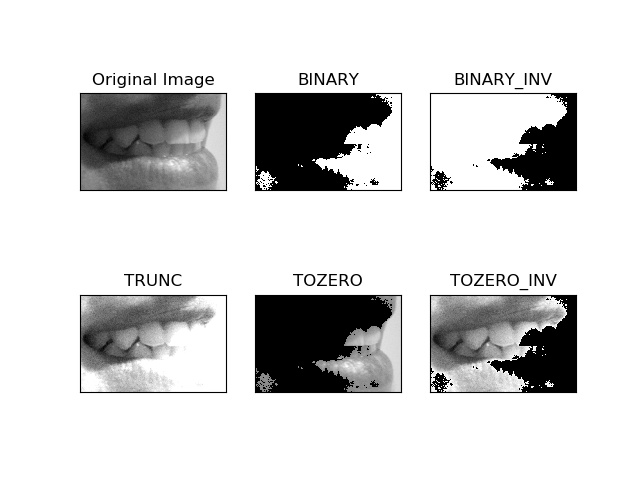 Original Image
BINARY
BINARY_INV
TRUNC
TOZERO
TOZERO_INV